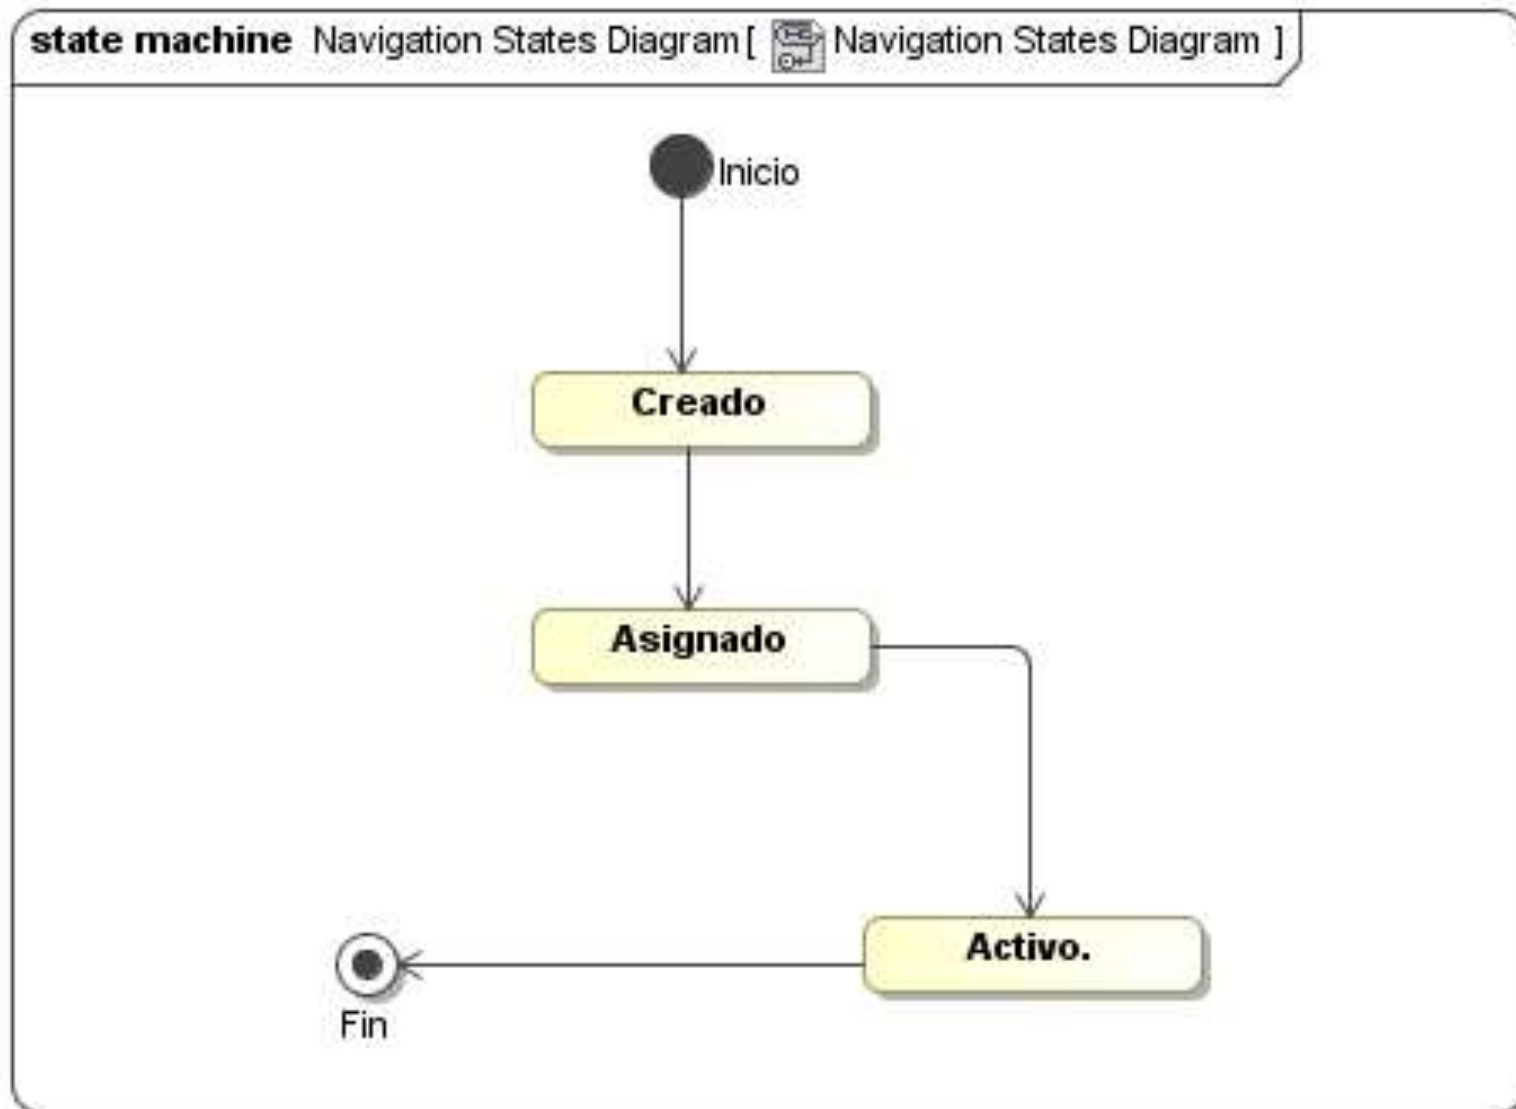 state machine Navigation States Diagram [ Navigation States Diagram ]
Inicio
Creado
Asignado
Activo.
Fin